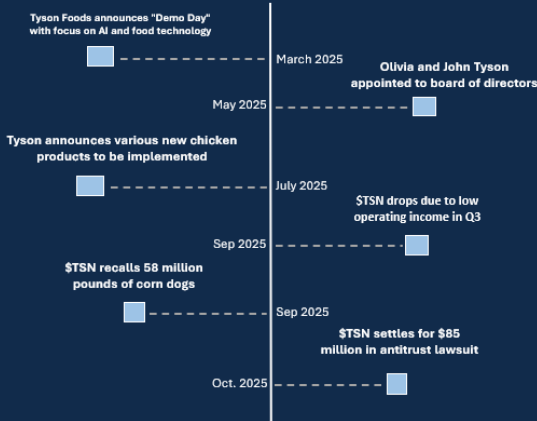 Tyson Foods announces "Demo Day"
with focus on AI and food technology
March 2025
Olivia and John Tyson
appointed to board of directors
May 2025
Tyson announces various new chicken
products to be implemented
July 2025
$TSN drops due to low
operating income in Q3
Sep 2025
$TSN recalls 58 million
pounds of corn dogs
Sep 2025
$TSN settles for $85
million in antitrust lawsuit
Oct. 2025